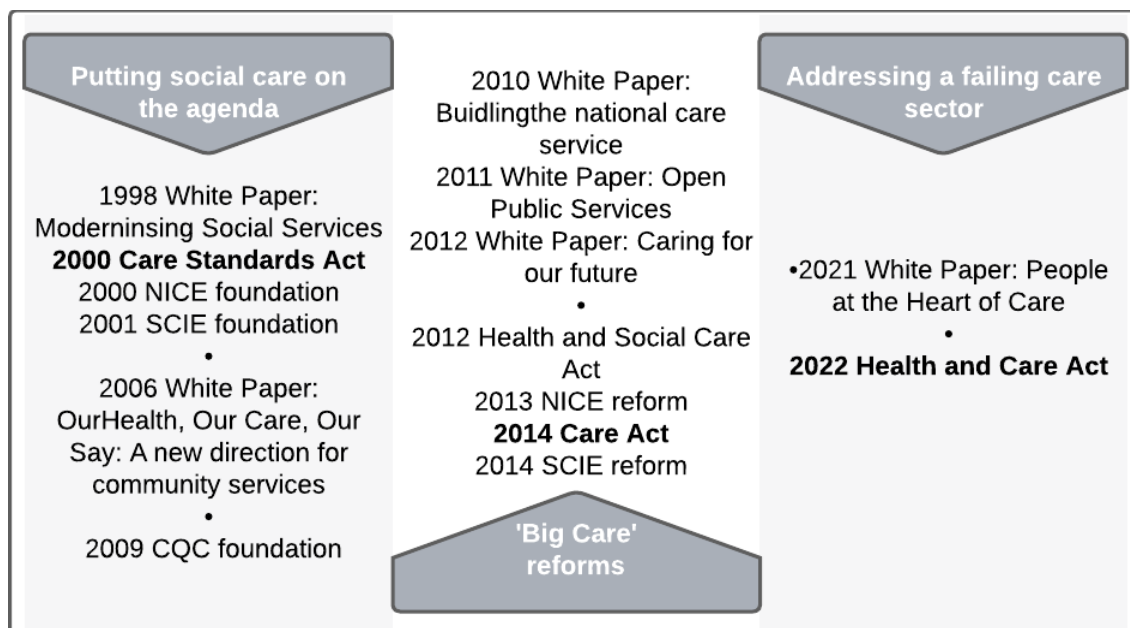 Putting social care on
the agenda
1998 White Paper:
Moderninsing Social Services
2000 Care Standards Act
2000 NICE foundation
2001 SCIE foundation
•
2006 White Paper:
OurHealth, Our Care, Our
Say: A new direction for
community services
•
2009 CQC foundation
2010 White Paper:
Buidlingthe national care
service
2011 White Paper: Open
Public Services
2012 White Paper: Caring for
our future
•
2012 Health and Social Care
Act
2013 NICE reform
2014 Care Act
2014 SCIE reform
'Big Care'
reforms
Addressing a failing care
sector
•2021 White Paper: People
at the Heart of Care
•
2022 Health and Care Act